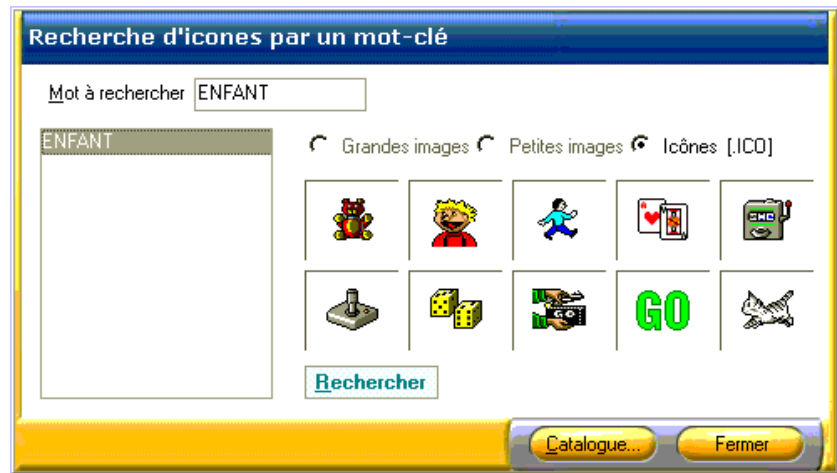 Recherche d'icones par un mot-clé
Mot à rechercher ENFANT
ENFANT
Grandes images Petites images Icônes [.ICO]
GO
Rechercher
Catalogue... Fermer